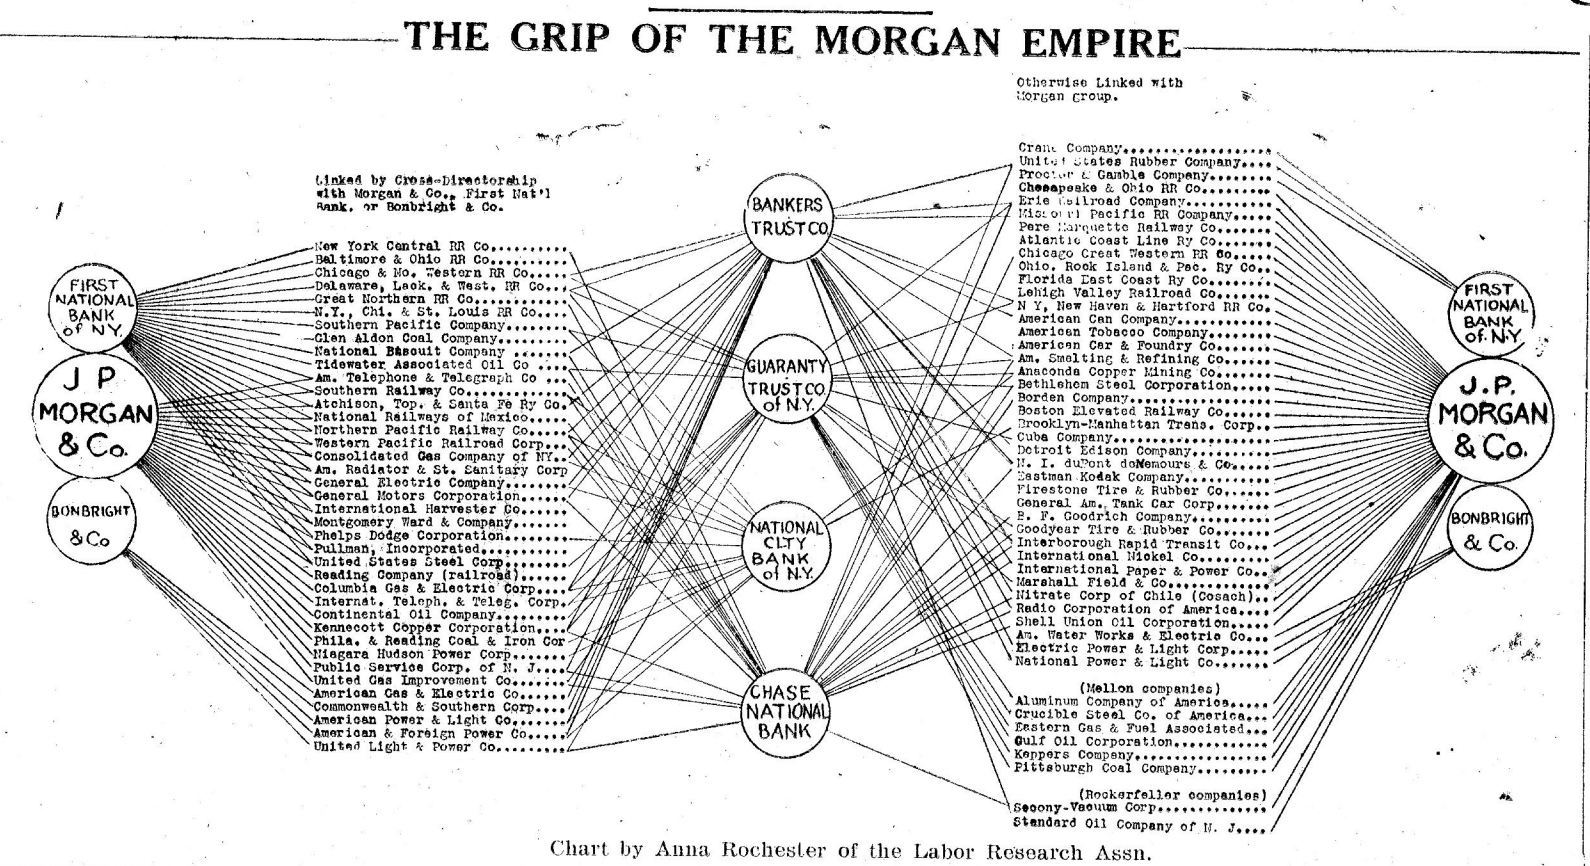 THE GRIP OF THE MORGAN EMPIRE
Otherwise Linked with
Morgan group.
Linked by Cross-Directorship
with Morgan & Co., First Nat'l
Bank, or Bonbright & Co.
FIRST
NATIONAL
BANK
of N.Y.
J P
MORGAN
& Co.
BONBRIGHT
& Co
New York Central RR Co..........
Baltimore & Ohio RR Co.........
Chicago & No. Western RR Co.....
Delaware, Lack. & West. RR Co...
Great Northern RR Co............
N.Y., Chi. & St. Louis RR Co....
Southern Pacific Company........
Glen Aldon Coal Company.........
National Biscuit Company .......
Tidewater Associated Oil Co ....
Am. Telephone & Telegraph Co ...
Southern Railway Co.............
Atchison, Top. & Santa Fe Ry Co.
National Railways of Mexico.....
Northern Pacific Railway Co.....
Western Pacific Railroad Corp...
Consolidated Gas Company of NY..
Am. Radiator & St. Sanitary Corp
General Electric Company........
General Motors Corporation......
International Harvester Co......
Montgomery Ward & Company.......
Phelps Dodge Corporation........
Pullman, Incorporated...........
United States Steel Corp........
Reading Company (railroad)......
Columbia Gas & Electric Corp....
Internat. Teleph. & Teleg. Corp.
Continental Oil Company.........
Kennecott Copper Corporation....
Phila. & Reading Coal & Iron Cor
Niagara Hudson Power Corp.......
Public Service Corp. of N. J....
United Gas Improvement Co.......
American Gas & Electric Co......
Commonwealth & Southern Corp....
American Power & Light Co.......
American & Foreign Power Co.....
United Light & Power Co.........
BANKERS
TRUST CO
GUARANTY
TRUST CO.
of N.Y.
NATIONAL
CITY
BANK
of N.Y.
CHASE
NATIONAL
BANK
Crane Company...................
United States Rubber Company....
Proctor & Gamble Company........
Chesapeake & Ohio RR Co.........
Erie Railroad Company...........
Missouri Pacific RR Company.....
Pere Marquette Railway Co.......
Atlantic Coast Line Ry Co.......
Chicago Great Western RR Co.....
Ohio. Rock Island & Pac. Ry Co..
Florida East Coast Ry Co........
Lehigh Valley Railroad Co.......
N Y, New Haven & Hartford RR Co.
American Can Company............
American Tobacco Company........
American Car & Foundry Co.......
Am. Smelting & Refining Co......
Anaconda Copper Mining Co.......
Bethlehem Steel Corporation.....
Borden Company..................
Boston Elevated Railway Co......
Brooklyn-Manhattan Trans. Corp..
Cuba Company....................
Detroit Edison Company..........
duPont deNemours & Co.....
Eastman Kodak Company...........
Firestone Tire & Rubber Co......
General Am. Tank Car Corp.......
B. F. Goodrich Company..........
Goodyear Tire & Rubber Co.......
Interborough Rapid Transit Co...
International Nickel Co.........
International Paper & Power Co..
Marshall Field & Co.............
Nitrate Corp of Chile (Cosach)..
Radio Corporation of America....
Shell Union Oil Corporation.....
Am. Water Works & Electric Co...
Electric Power & Light Corp.....
National Power & Light Co.......
(Mellon companies)
Aluminum Company of America.....
Crucible Steel Co. of America...
Eastern Gas & Fuel Associated...
Gulf Oil Corporation............
Koppers Company.................
Pittsburgh Coal Company.........
(Rockerfeller companies)
Socony-Vacuum Corp..............
Standard Oil Company of N. J....
FIRST
NATIONAL
BANK
of N.Y
J.P.
MORGAN
& Co.
BONBRIGHT
& Co.
Chart by Anna Rochester of the Labor Research Assn.